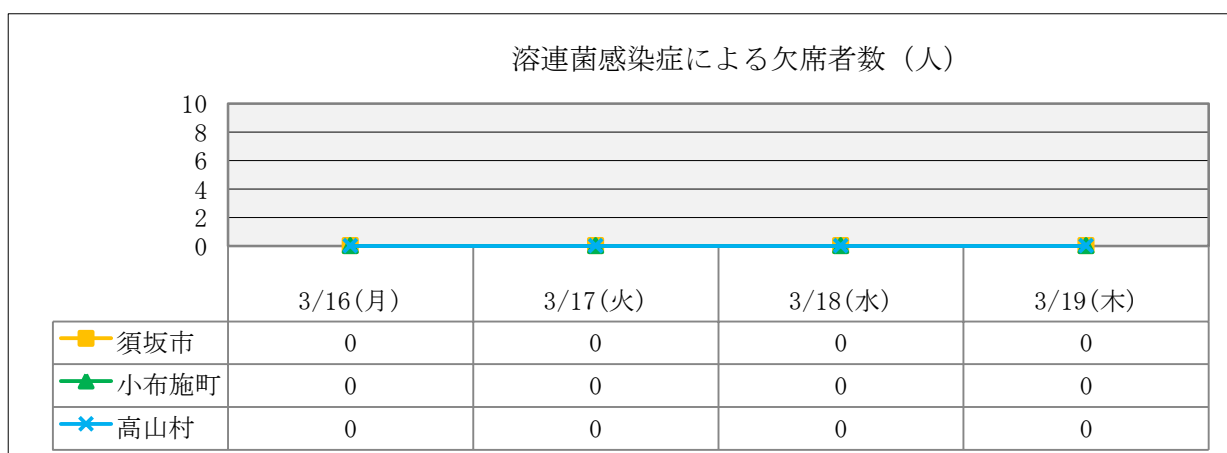 溶連菌感染症による欠席者数（人）
10
8
6
4
2
0
3/16(月) 3/17(火) 3/18(水) 3/19(木)
須坂市 0 0 0 0
小布施町 0 0 0 0
高山村 0 0 0 0